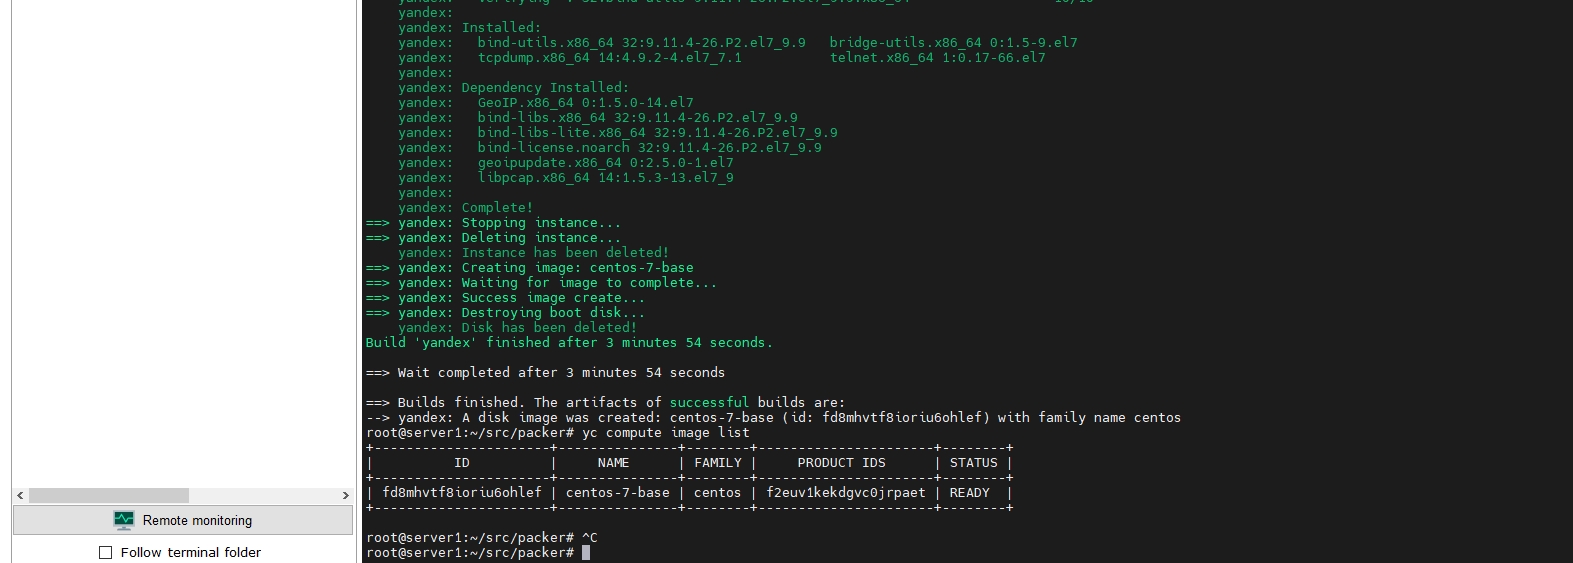 yandex:
yandex: Installed:
yandex:   bind-utils.x86_64 32:9.11.4-26.P2.el7_9.9   bridge-utils.x86_64 0:1.5-9.el7
yandex:   tcpdump.x86_64 14:4.9.2-4.el7_7.1           telnet.x86_64 1:0.17-66.el7
yandex:
yandex: Dependency Installed:
yandex:   GeoIP.x86_64 0:1.5.0-14.el7
yandex:   bind-libs.x86_64 32:9.11.4-26.P2.el7_9.9
yandex:   bind-libs-lite.x86_64 32:9.11.4-26.P2.el7_9.9
yandex:   bind-license.noarch 32:9.11.4-26.P2.el7_9.9
yandex:   geoipupdate.x86_64 0:2.5.0-1.el7
yandex:   libpcap.x86_64 14:1.5.3-13.el7_9
yandex:
yandex: Complete!
==> yandex: Stopping instance...
==> yandex: Deleting instance...
yandex: Instance has been deleted!
==> yandex: Creating image: centos-7-base
==> yandex: Waiting for image to complete...
==> yandex: Success image create...
==> yandex: Destroying boot disk...
yandex: Disk has been deleted!
Build 'yandex' finished after 3 minutes 54 seconds.
==> Wait completed after 3 minutes 54 seconds
==> Builds finished. The artifacts of successful builds are:
--> yandex: A disk image was created: centos-7-base (id: fd8mhvtf8ioriu6ohlef) with family name centos
root@server1:~/src/packer# yc compute image list
+----------------------+---------------+--------+----------------------+--------+
|          ID          |     NAME      | FAMILY |     PRODUCT IDS      | STATUS |
+----------------------+---------------+--------+----------------------+--------+
| fd8mhvtf8ioriu6ohlef | centos-7-base | centos | f2euv1kekdgvc0jrpaet | READY  |
+----------------------+---------------+--------+----------------------+--------+
root@server1:~/src/packer# ^C
root@server1:~/src/packer#
Remote monitoring
Follow terminal folder